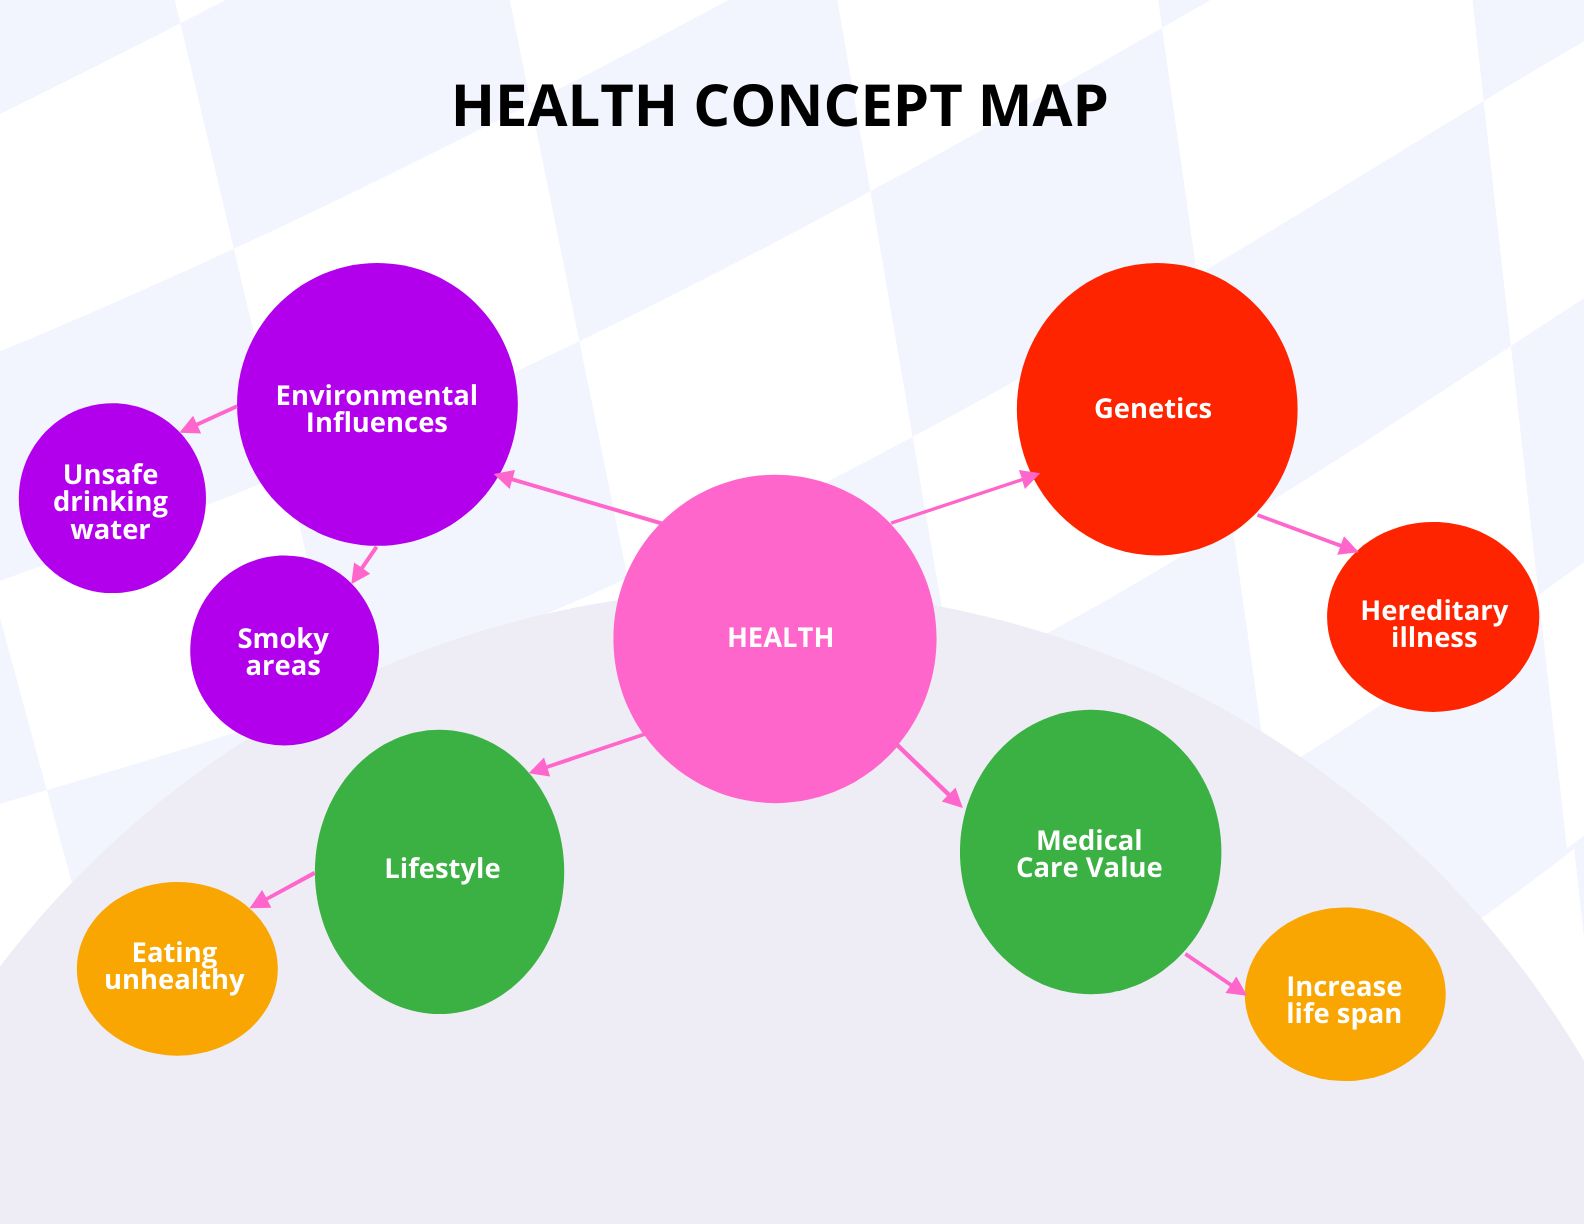 HEALTH CONCEPT MAP
Environmental
Influences
Genetics
Unsafe
drinking
water
Smoky
areas
HEALTH
Hereditary
illness
Lifestyle
Medical
Care Value
Eating
unhealthy
Increase
life span